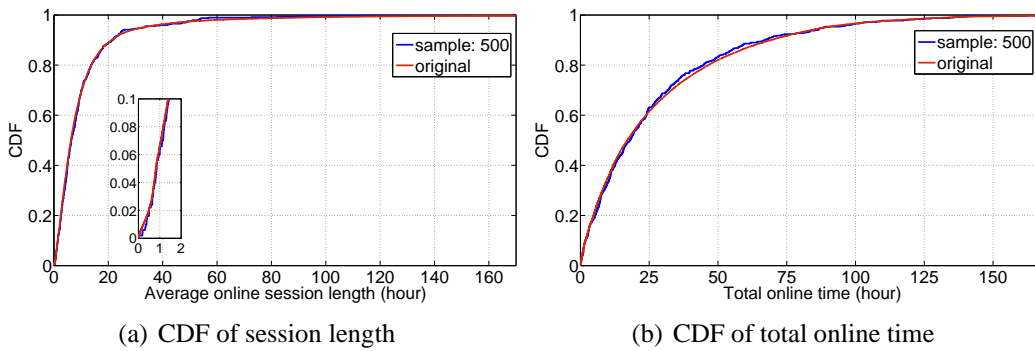 1
0.8
0.6
0.4
0.2
0
CDF
0.1
0.08
0.06
0.04
0.02
0
0 1 2
sample: 500
original
0 20 40 60 80 100 120 140 160
Average online session length (hour)
(a) CDF of session length
1
0.8
0.6
0.4
0.2
0
CDF
sample: 500
original
0 25 50 75 100 125 150
Total online time (hour)
(b) CDF of total online time